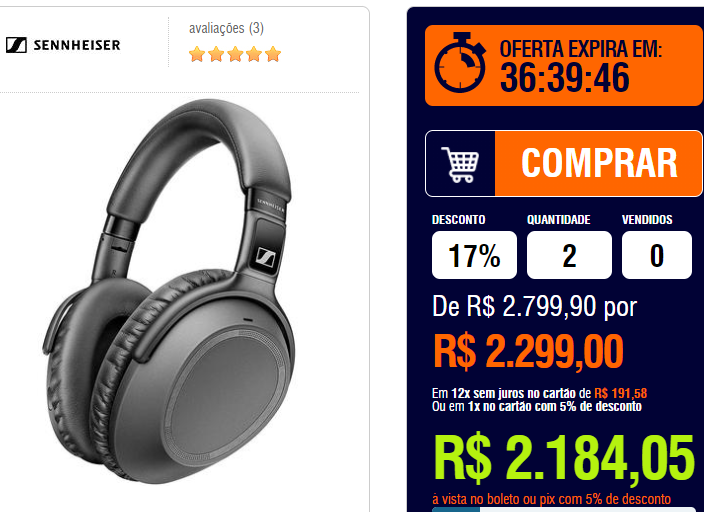 SENNHEISER
avaliações (3)
SENNHEISER
OFERTA EXPIRA EM:
36:39:46
COMPRAR
DESCONTO QUANTIDADE VENDIDOS
17% 2 0
De R$ 2.799,90 por
R$ 2.299,00
Em 12x sem juros no cartão de R$ 191,58
Ou em 1x no cartão com 5% de desconto
R$ 2.184,05
à vista no boleto ou pix com 5% de desconto